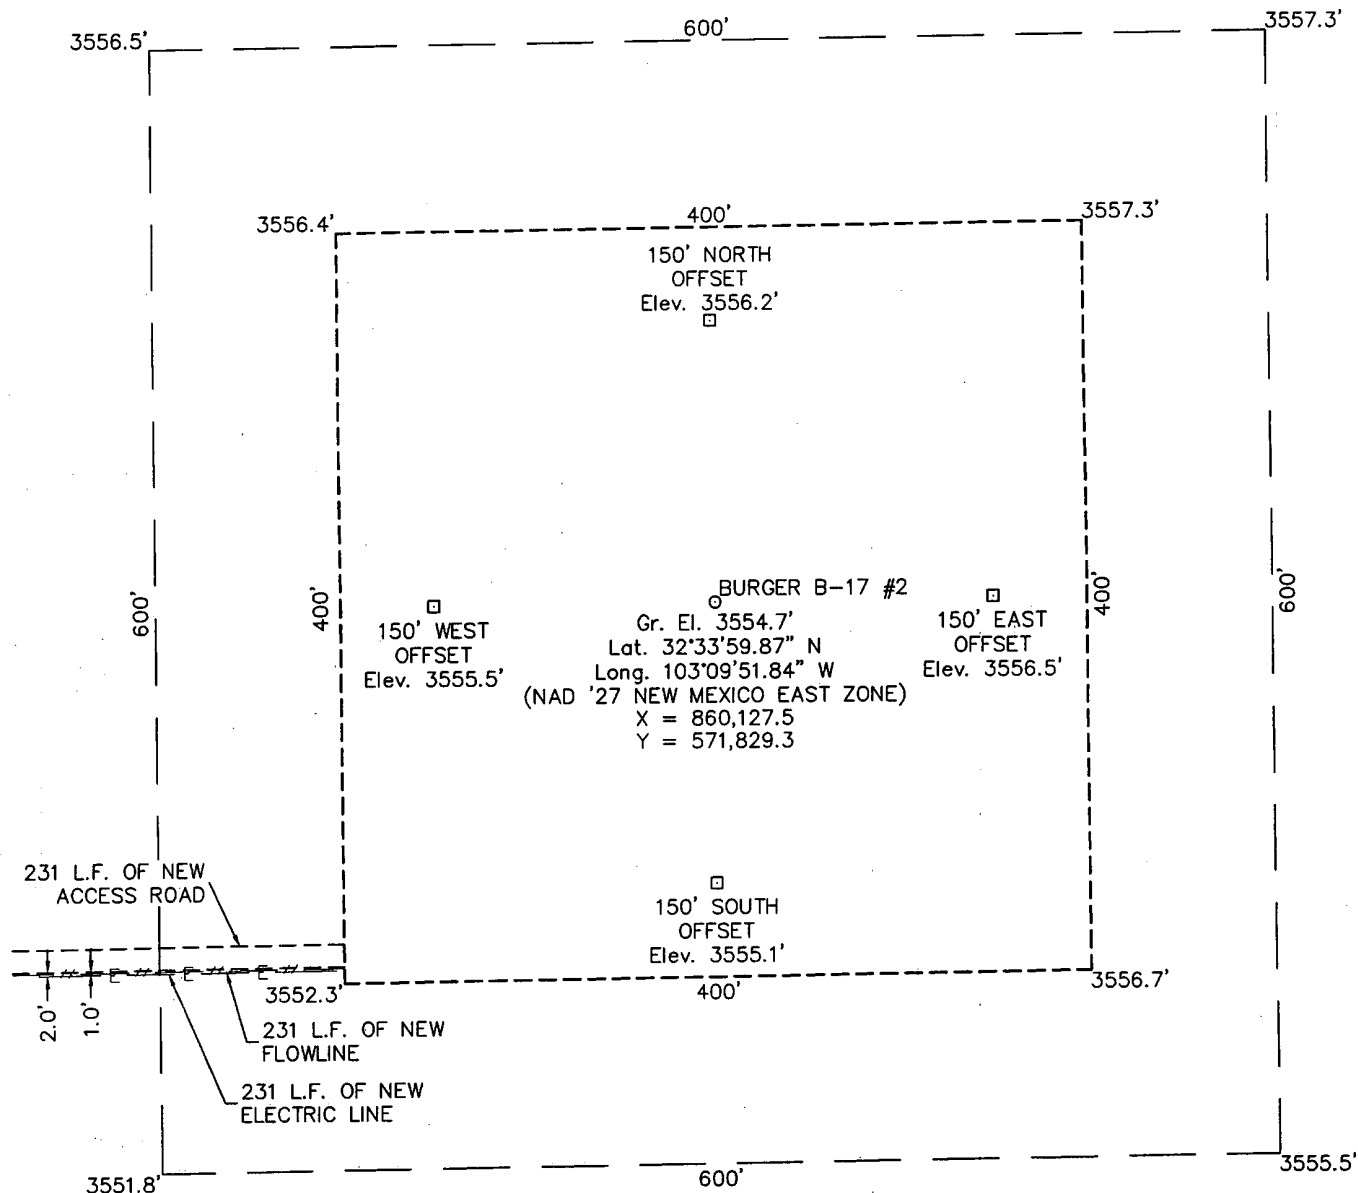 3556.5'
600'
3557.3'
3556.4'
400'
3557.3'
150' NORTH
OFFSET
Elev. 3556.2'
600'
400'
150' WEST
OFFSET
Elev. 3555.5'
BURGER B-17 #2
Gr. El. 3554.7'
Lat. 32°33'59.87" N
Long. 103°09'51.84" W
(NAD '27 NEW MEXICO EAST ZONE)
X = 860,127.5
Y = 571,829.3
150' EAST
OFFSET
Elev. 3556.5'
400'
600'
231 L.F. OF NEW
ACCESS ROAD
150' SOUTH
OFFSET
Elev. 3555.1'
E
E
E
3552.3'
400'
3556.7'
2.0'
1.0'
231 L.F. OF NEW
FLOWLINE
231 L.F. OF NEW
ELECTRIC LINE
3551.8'
600'
3555.5'